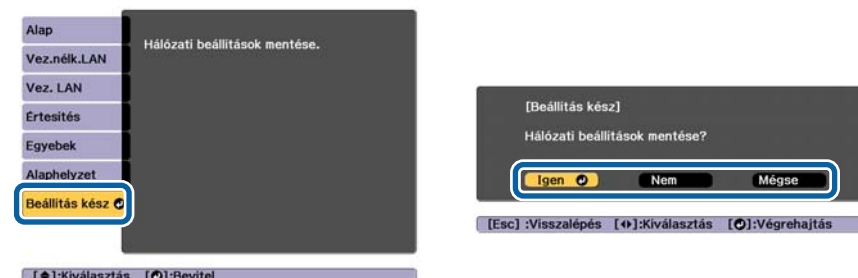 Alap
Vez.nélk.LAN
Vez. LAN
Értesítés
Egyebek
Alaphelyzet
Beállítás kész
Hálózati beállítások mentése.
[♦]:Kiválasztás [↵]:Bevitel
[Beállítás kész]
Hálózati beállítások mentése?
Igen Nem Mégse
[Esc] :Visszalépés [◄►]:Kiválasztás [↵]:Végrehajtás